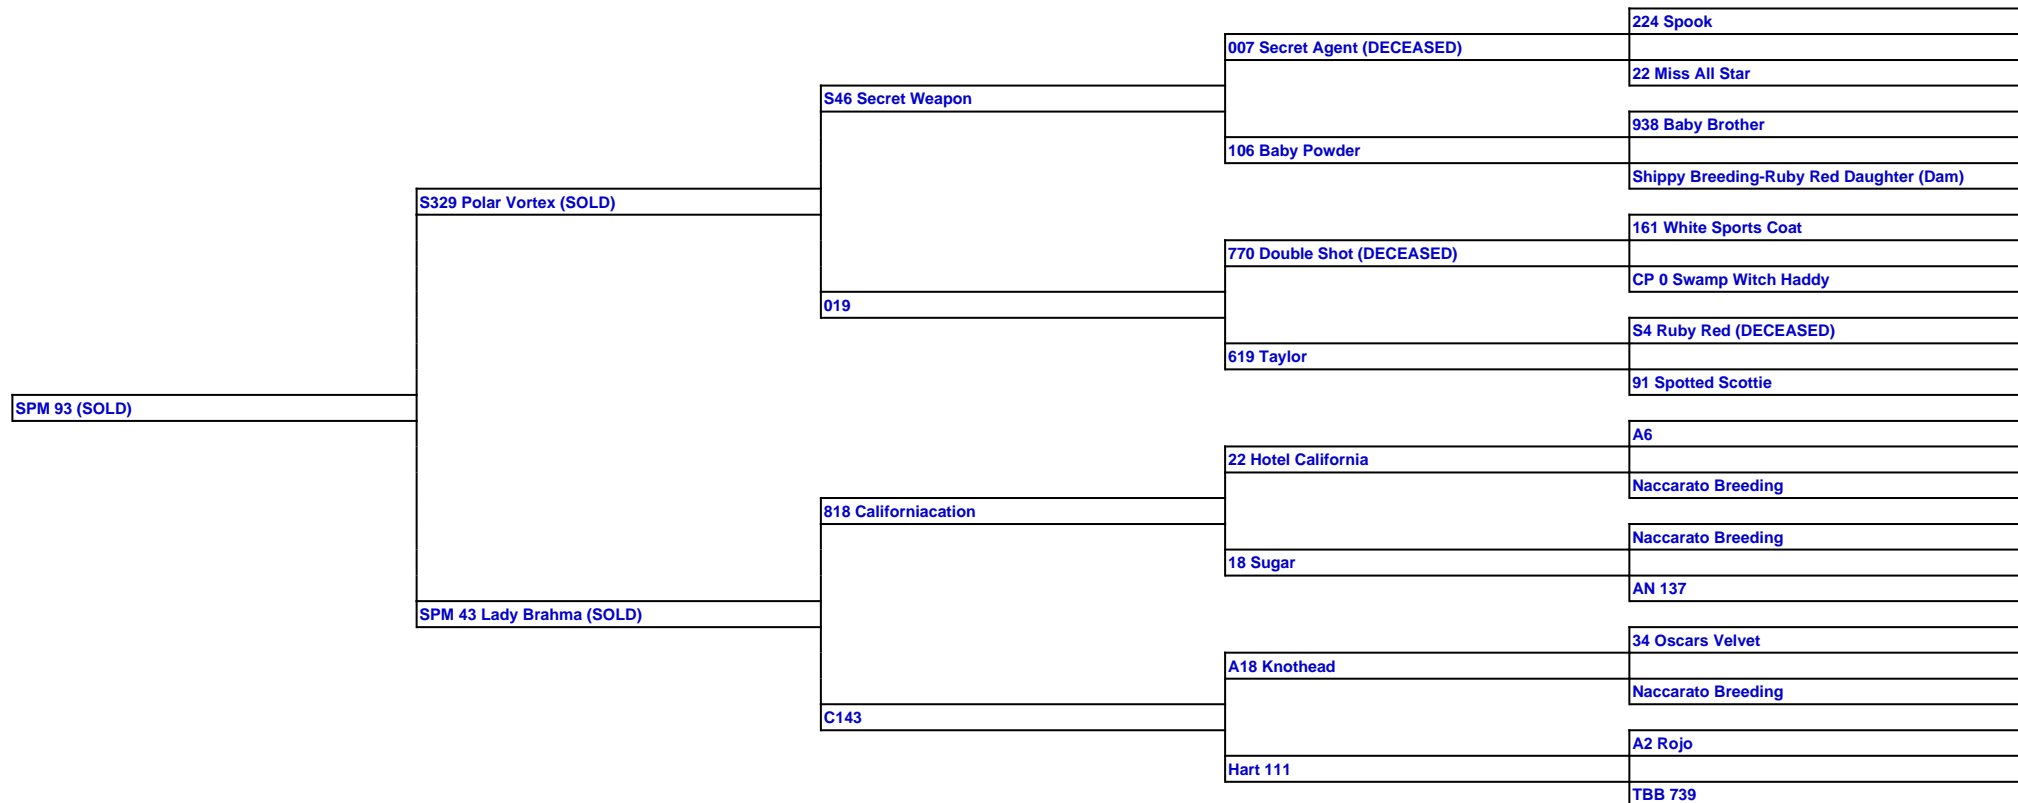 224 Spook
007 Secret Agent (DECEASED)
22 Miss All Star
S46 Secret Weapon
938 Baby Brother
106 Baby Powder
Shippy Breeding-Ruby Red Daughter (Dam)
S329 Polar Vortex (SOLD)
161 White Sports Coat
770 Double Shot (DECEASED)
CP 0 Swamp Witch Haddy
019
S4 Ruby Red (DECEASED)
619 Taylor
91 Spotted Scottie
SPM 93 (SOLD)
A6
22 Hotel California
Naccarato Breeding
818 Californiacation
Naccarato Breeding
18 Sugar
AN 137
SPM 43 Lady Brahma (SOLD)
34 Oscars Velvet
A18 Knothead
Naccarato Breeding
C143
A2 Rojo
Hart 111
TBB 739